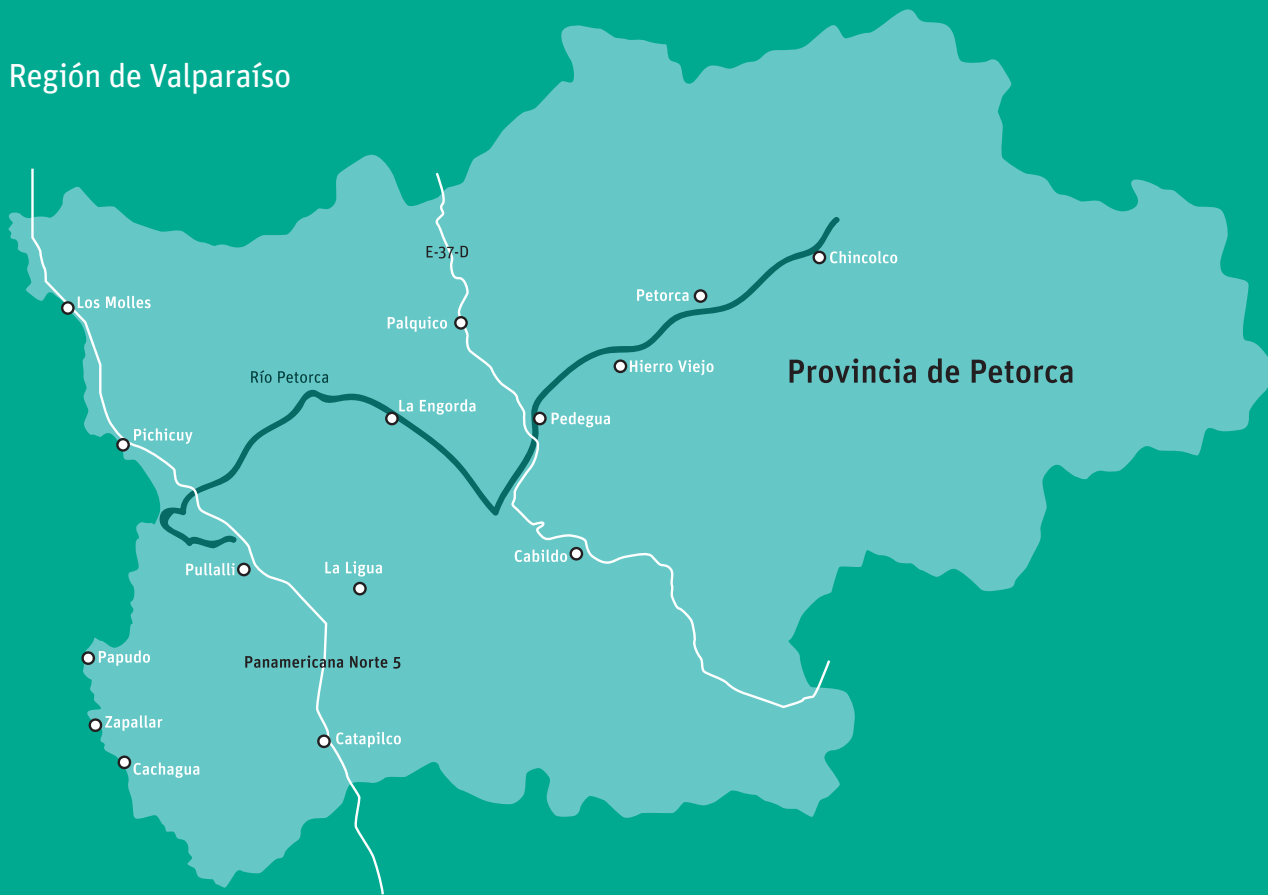 Región de Valparaíso
E-37-D
Chincolco
Petorca
Los Molles
Palquico
Hierro Viejo
Provincia de Petorca
Río Petorca
La Engorda
Pedegua
Pichicuy
Cabildo
Pullalli
La Ligua
Papudo
Panamericana Norte 5
Zapallar
Catapilco
Cachagua